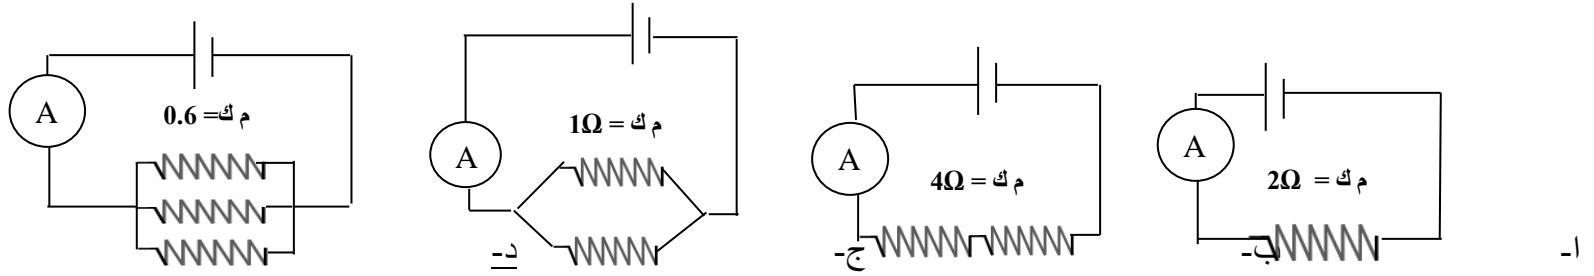 A
م ك = 2Ω
ا-
ب-
A
م ك = 4Ω
ج-
A
م ك = 1Ω
د-
A
م ك= 0.6